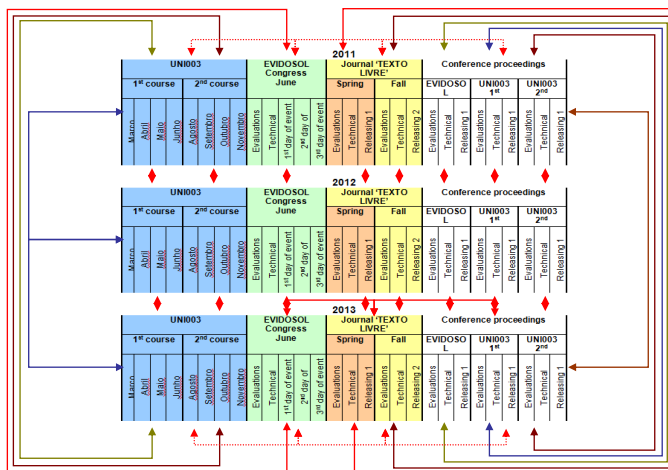 2011
UNI003
EVIDOSOL
Congress
June
Journal 'TEXTO
LIVRE'
Conference proceedings
1st course
2nd course
Spring
Fall
EVIDOSO
L
UNI003
1st
UNI003
2nd
Março
Abril
Maio
Junho
Agosto
Setembro
Outubro
Novembro
Evaluations
Technical
1st day of event
2nd day of
3rd day of event
Evaluations
Technical
Releasing 1
Evaluations
Technical
Releasing 2
Evaluations
Technical
Releasing 1
Evaluations
Technical
Releasing 1
Evaluations
Technical
Releasing 1
2012
UNI003
EVIDOSOL
Congress
June
Journal 'TEXTO
LIVRE'
Conference proceedings
1st course
2nd course
Spring
Fall
EVIDOSO
L
UNI003
1st
UNI003
2nd
Março
Abril
Maio
Junho
Agosto
Setembro
Outubro
Novembro
Evaluations
Technical
1st day of event
2nd day of
3rd day of event
Evaluations
Technical
Releasing 1
Evaluations
Technical
Releasing 2
Evaluations
Technical
Releasing 1
Evaluations
Technical
Releasing 1
Evaluations
Technical
Releasing 1
2013
UNI003
EVIDOSOL
Congress
June
Journal 'TEXTO
LIVRE'
Conference proceedings
1st course
2nd course
Spring
Fall
EVIDOSO
L
UNI003
1st
UNI003
2nd
Março
Abril
Maio
Junho
Agosto
Setembro
Outubro
Novembro
Evaluations
Technical
1st day of event
2nd day of
3rd day of event
Evaluations
Technical
Releasing 1
Evaluations
Technical
Releasing 2
Evaluations
Technical
Releasing 1
Evaluations
Technical
Releasing 1
Evaluations
Technical
Releasing 1